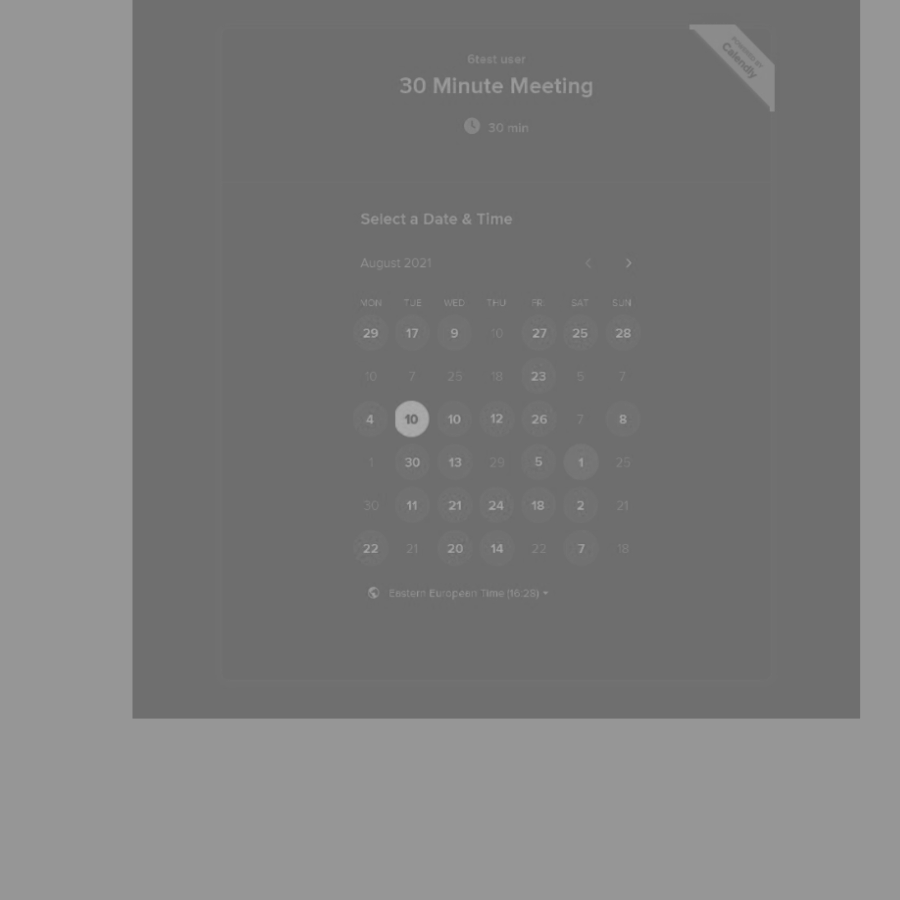 6test user
30 Minute Meeting
30 min
POWERED BY
Calendly
Select a Date & Time
August 2021
MON TUE WED THU FR SAT SUN
29 17 9 10 27 25 28
10 7 25 18 23 5 7
4 10 10 12 26 7 8
1 30 13 29 5 1 25
30 11 21 24 18 2 21
22 21 20 14 22 7 18
Eestern Europeen Time (16:28)